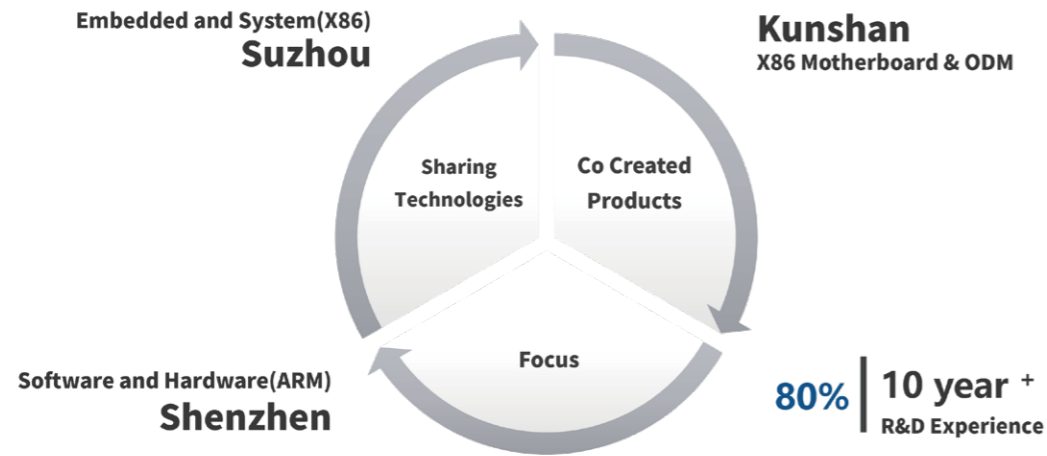 Embedded and System(X86)
Suzhou
Kunshan
X86 Motherboard & ODM
Sharing
Technologies
Co Created
Products
Focus
Software and Hardware(ARM)
Shenzhen
80%
10 year +
R&D Experience